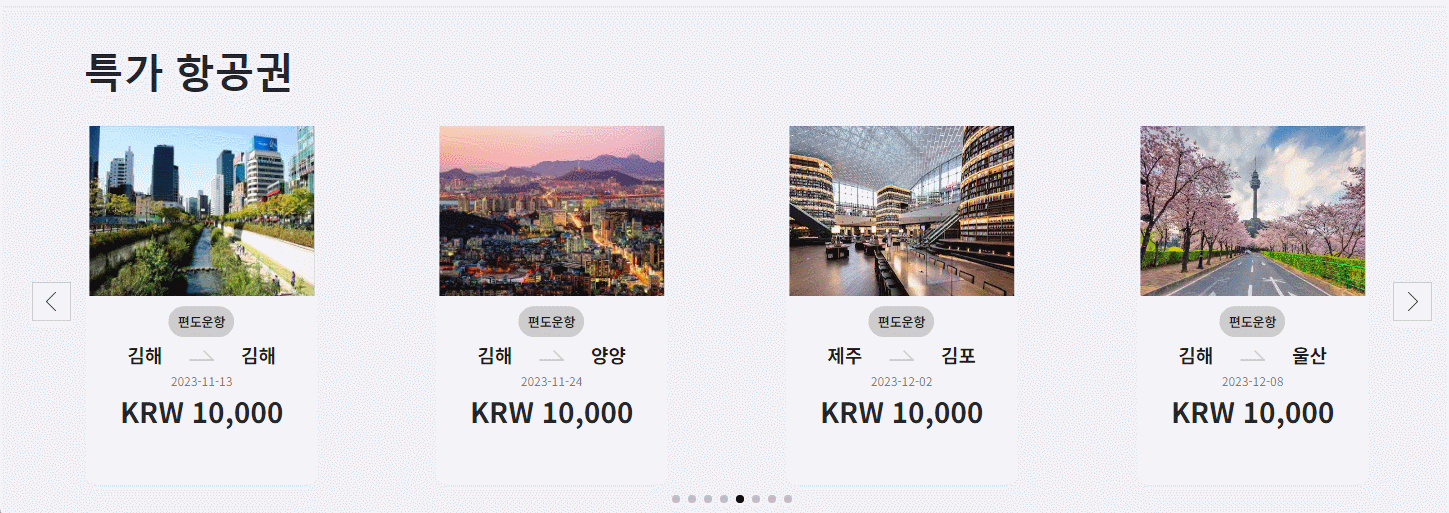 특가 항공권
편도운항
김해 김해
2023-11-13
KRW 10,000
편도운항
김해 양양
2023-11-24
KRW 10,000
편도운항
제주 김포
2023-12-02
KRW 10,000
편도운항
김해 울산
2023-12-08
KRW 10,000